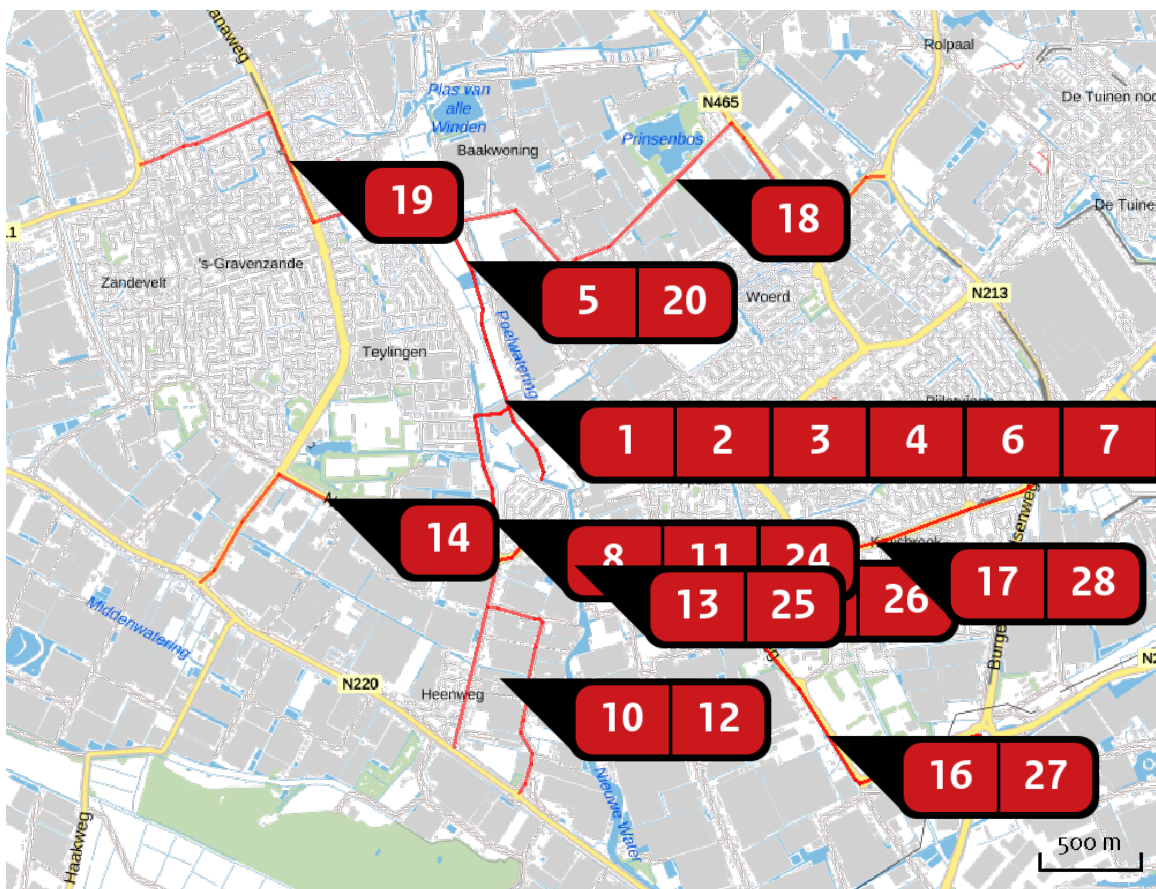 Rolpaal
De Tuinen
N465
Plas van
alle
Winden
Prinsenbos
Baakwoning
19
18
De Tuine
's-Gravenzande
Zandevelt
5 20
Woerd
N213
Poelwatering
Teylingen
1 2 3 4 6 7
14
8 11 24
13 25
26
17 28
Middenwatering
N220
Heenweg
10 12
16 27
Nieuwe Water
Haakweg
500 m